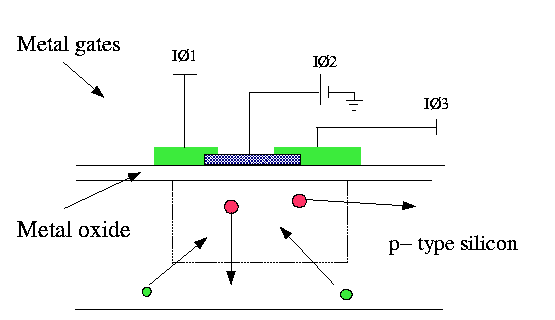 Metal gates
IØ1
IØ2
IØ3
Metal oxide
p- type silicon